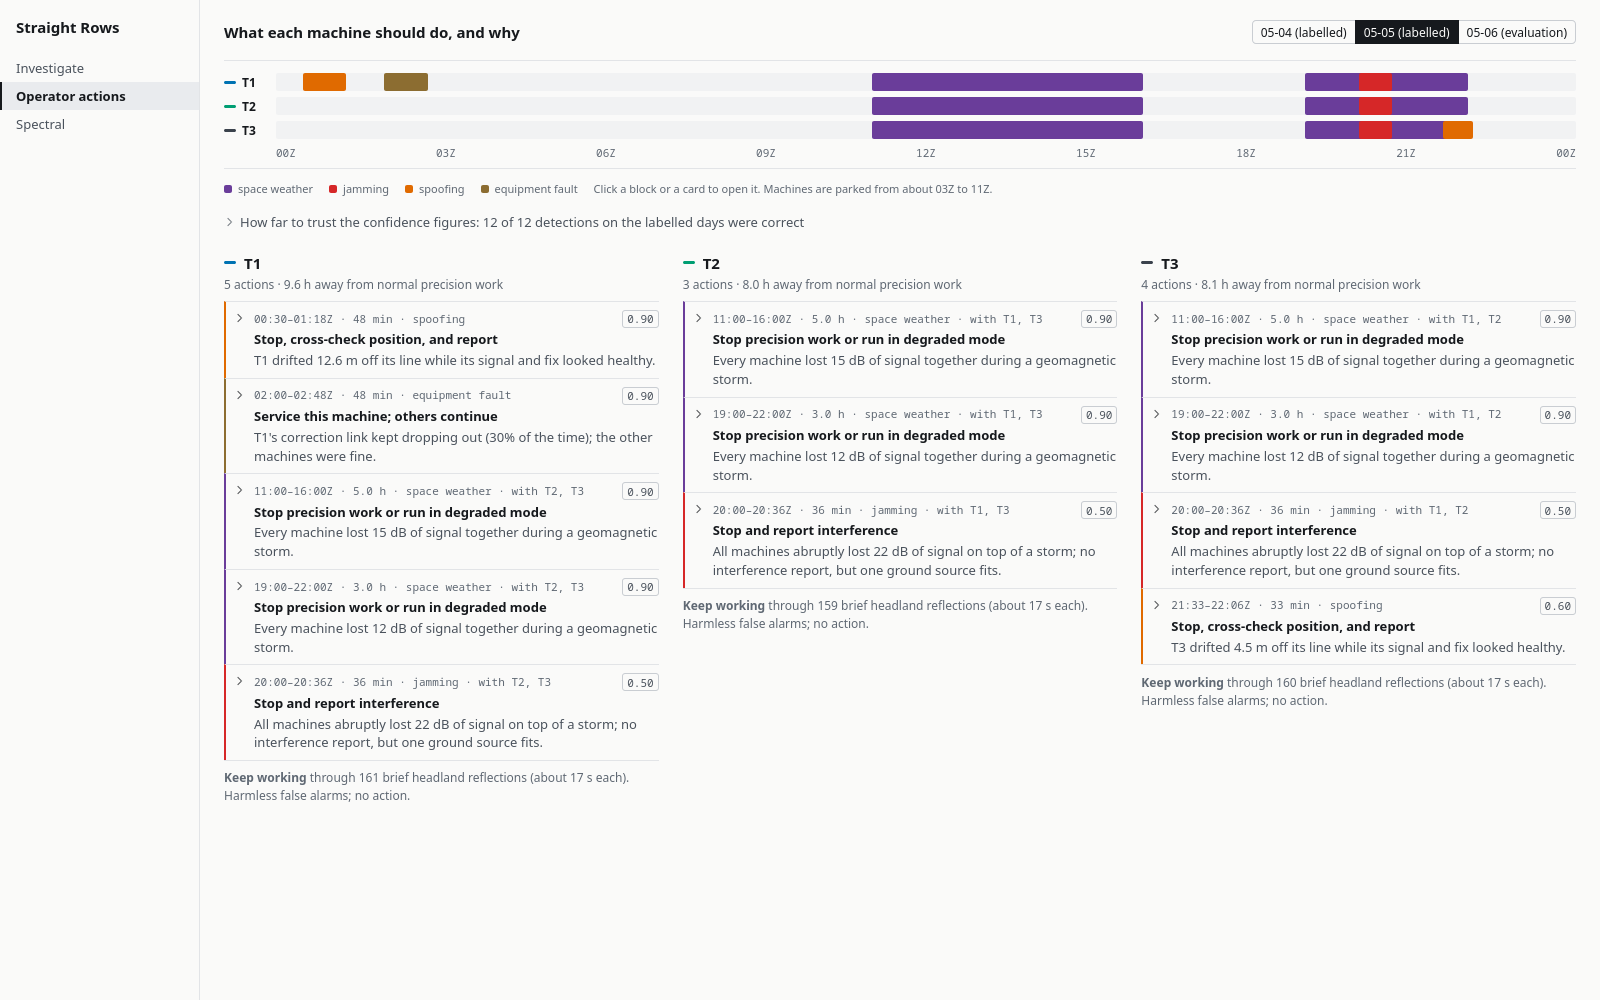 Straight Rows
Investigate
Operator actions
Spectral
What each machine should do, and why
05-04 (labelled)
05-05 (labelled)
05-06 (evaluation)
T1
T2
T3
00Z 03Z 06Z 09Z 12Z 15Z 18Z 21Z 00Z
space weather jamming spoofing equipment fault Click a block or a card to open it. Machines are parked from about 03Z to 11Z.
How far to trust the confidence figures: 12 of 12 detections on the labelled days were correct
T1
5 actions · 9.6 h away from normal precision work
00:30–01:18Z · 48 min · spoofing 0.90
Stop, cross-check position, and report
T1 drifted 12.6 m off its line while its signal and fix looked healthy.
02:00–02:48Z · 48 min · equipment fault 0.90
Service this machine; others continue
T1's correction link kept dropping out (30% of the time); the other
machines were fine.
11:00–16:00Z · 5.0 h · space weather · with T2, T3 0.90
Stop precision work or run in degraded mode
Every machine lost 15 dB of signal together during a geomagnetic
storm.
19:00–22:00Z · 3.0 h · space weather · with T2, T3 0.90
Stop precision work or run in degraded mode
Every machine lost 12 dB of signal together during a geomagnetic
storm.
20:00–20:36Z · 36 min · jamming · with T2, T3 0.50
Stop and report interference
All machines abruptly lost 22 dB of signal on top of a storm; no
interference report, but one ground source fits.
Keep working through 161 brief headland reflections (about 17 s each).
Harmless false alarms; no action.
T2
3 actions · 8.0 h away from normal precision work
11:00–16:00Z · 5.0 h · space weather · with T1, T3 0.90
Stop precision work or run in degraded mode
Every machine lost 15 dB of signal together during a geomagnetic
storm.
19:00–22:00Z · 3.0 h · space weather · with T1, T3 0.90
Stop precision work or run in degraded mode
Every machine lost 12 dB of signal together during a geomagnetic
storm.
20:00–20:36Z · 36 min · jamming · with T1, T3 0.50
Stop and report interference
All machines abruptly lost 22 dB of signal on top of a storm; no
interference report, but one ground source fits.
Keep working through 159 brief headland reflections (about 17 s each).
Harmless false alarms; no action.
T3
4 actions · 8.1 h away from normal precision work
11:00–16:00Z · 5.0 h · space weather · with T1, T2 0.90
Stop precision work or run in degraded mode
Every machine lost 15 dB of signal together during a geomagnetic
storm.
19:00–22:00Z · 3.0 h · space weather · with T1, T2 0.90
Stop precision work or run in degraded mode
Every machine lost 12 dB of signal together during a geomagnetic
storm.
20:00–20:36Z · 36 min · jamming · with T1, T2 0.50
Stop and report interference
All machines abruptly lost 22 dB of signal on top of a storm; no
interference report, but one ground source fits.
21:33–22:06Z · 33 min · spoofing 0.60
Stop, cross-check position, and report
T3 drifted 4.5 m off its line while its signal and fix looked healthy.
Keep working through 160 brief headland reflections (about 17 s each).
Harmless false alarms; no action.